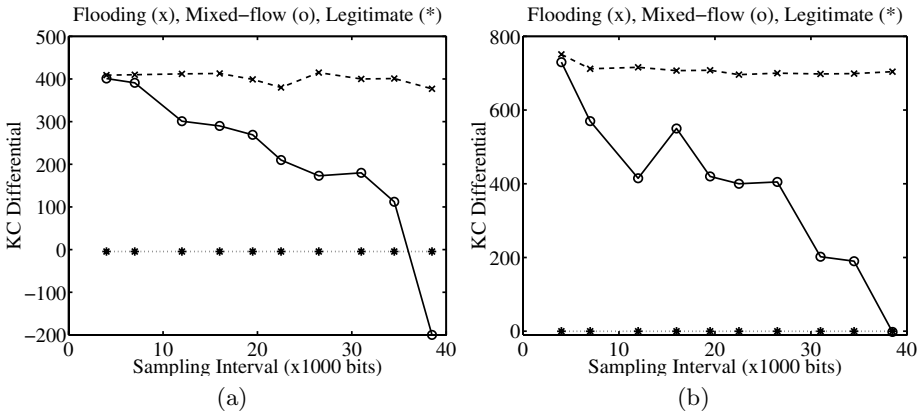 Flooding (x), Mixed−flow (o), Legitimate (*)
500
400
300
200
100
0
−100
−200
KC Differential
0
10
20
30
40
Sampling Interval (x1000 bits)
(a)
Flooding (x), Mixed−flow (o), Legitimate (*)
800
600
400
200
0
KC Differential
0
10
20
30
40
Sampling Interval (x1000 bits)
(b)